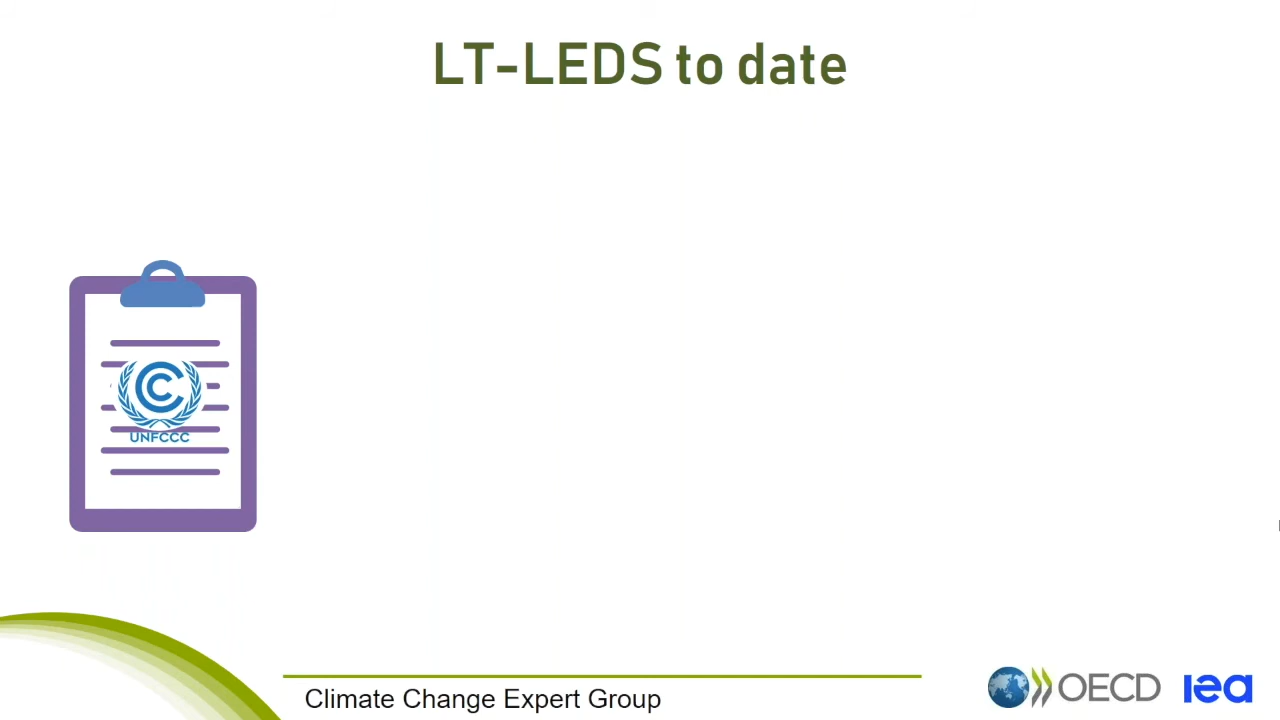 LT-LEDS to date
UNFCCC
Climate Change Expert Group
OECD
iea